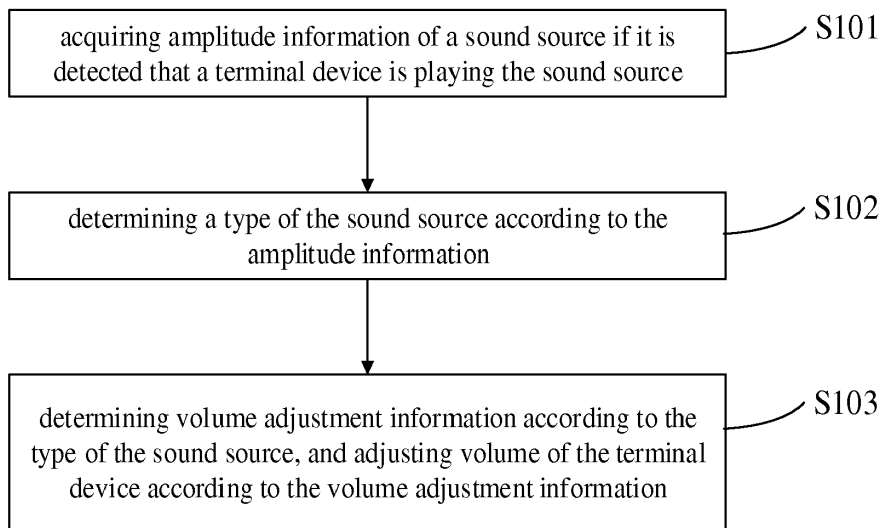 acquiring amplitude information of a sound source if it is
detected that a terminal device is playing the sound source
S101
determining a type of the sound source according to the
amplitude information
S102
determining volume adjustment information according to the
type of the sound source, and adjusting volume of the terminal
device according to the volume adjustment information
S103